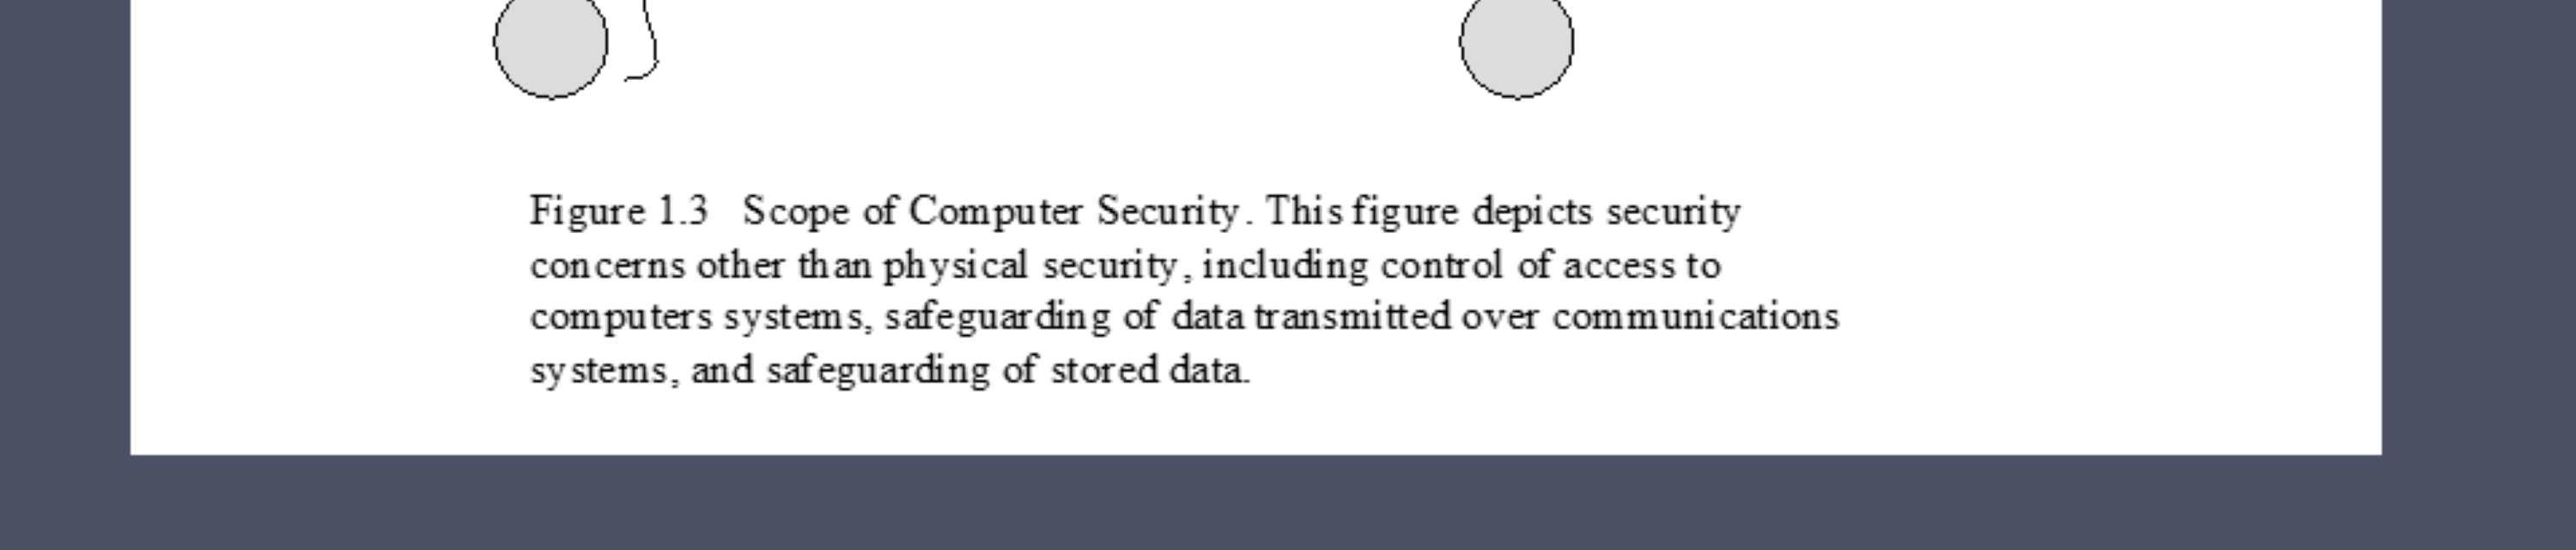 Figure 1.3 Scope of Computer Security. This figure depicts security
concerns other than physical security, including control of access to
computers systems, safeguarding of data transmitted over communications
systems, and safeguarding of stored data.